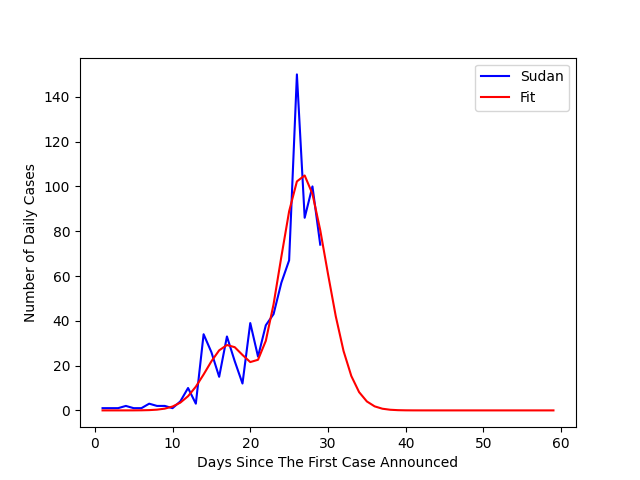 Sudan
Fit
140
120
100
80
60
40
20
0
Number of Daily Cases
0 10 20 30 40 50 60
Days Since The First Case Announced